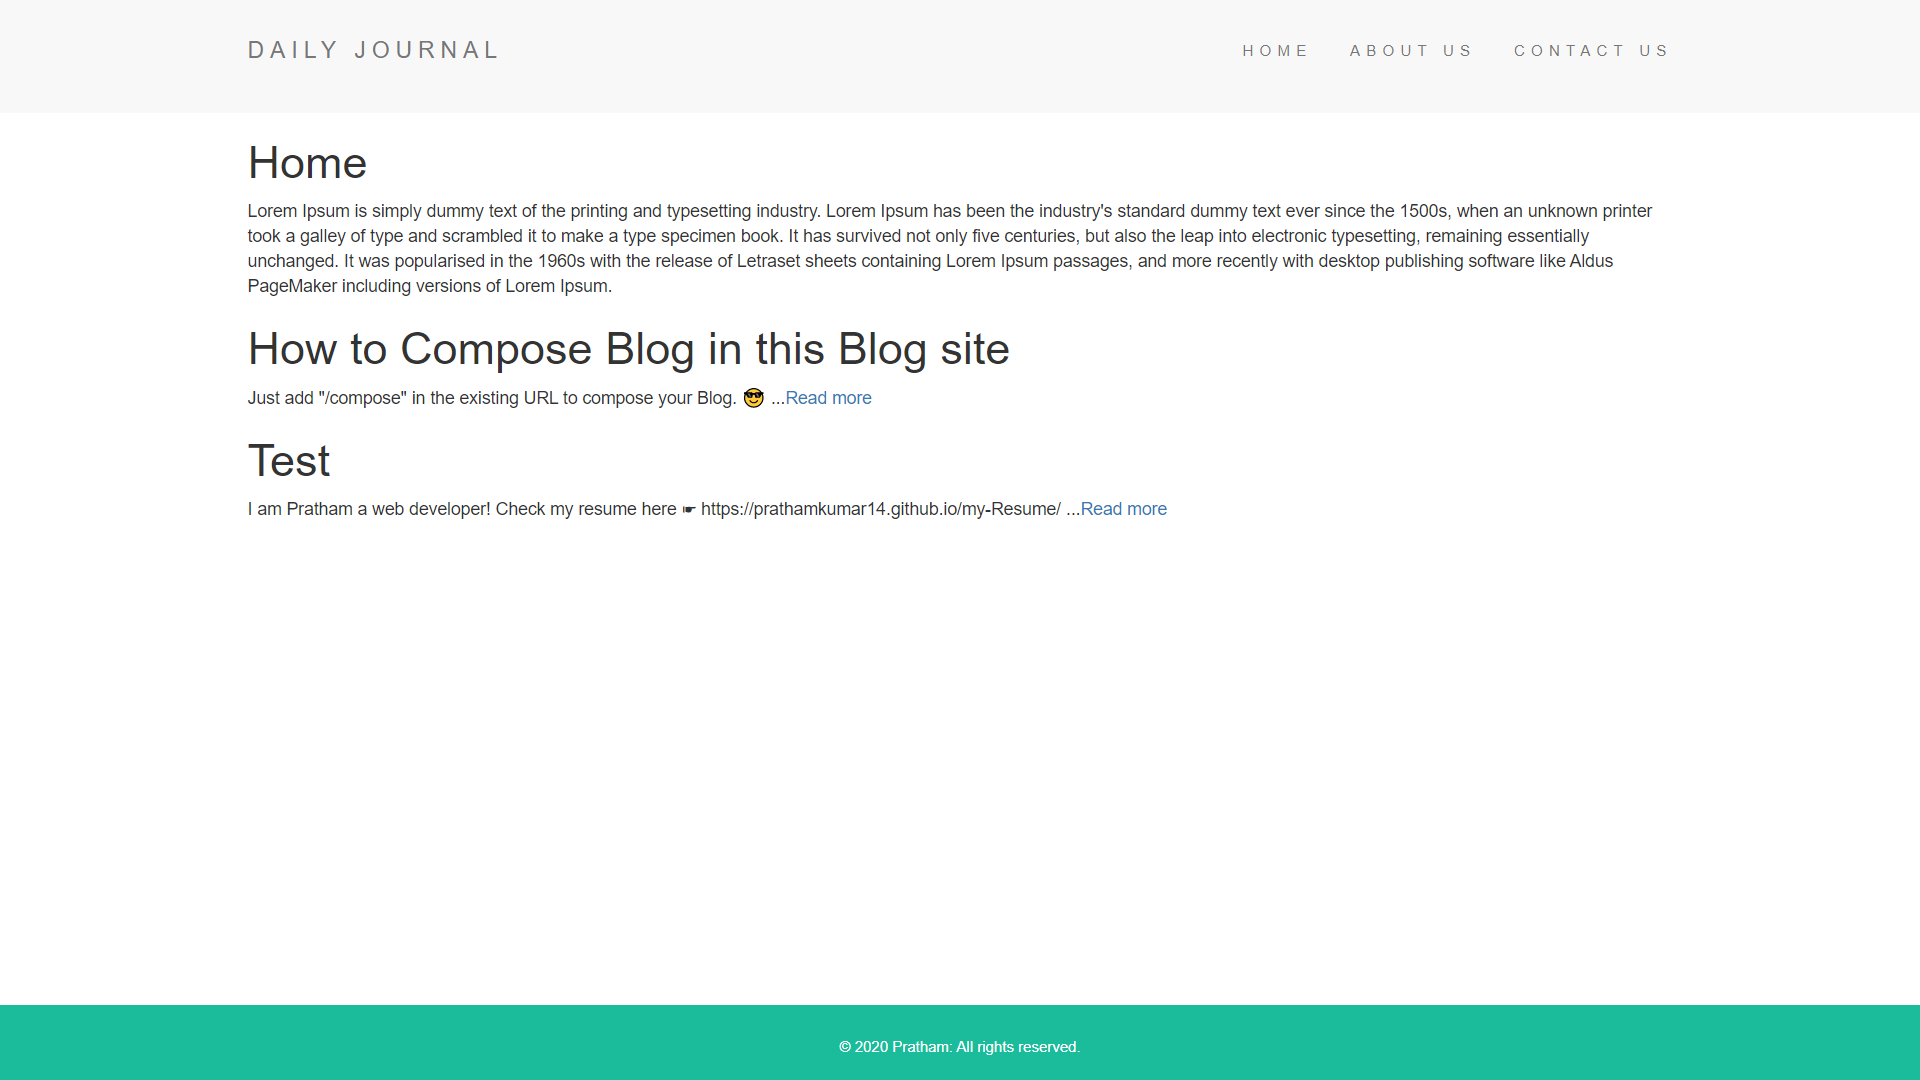 DAILY JOURNAL
HOME ABOUT US CONTACT US
Home
Lorem Ipsum is simply dummy text of the printing and typesetting industry. Lorem Ipsum has been the industry's standard dummy text ever since the 1500s, when an unknown printer
took a galley of type and scrambled it to make a type specimen book. It has survived not only five centuries, but also the leap into electronic typesetting, remaining essentially
unchanged. It was popularised in the 1960s with the release of Letraset sheets containing Lorem Ipsum passages, and more recently with desktop publishing software like Aldus
PageMaker including versions of Lorem Ipsum.
How to Compose Blog in this Blog site
Just add "/compose" in the existing URL to compose your Blog. 😎 ...Read more
Test
I am Pratham a web developer! Check my resume here ☛ https://prathamkumar14.github.io/my-Resume/ ...Read more
© 2020 Pratham: All rights reserved.